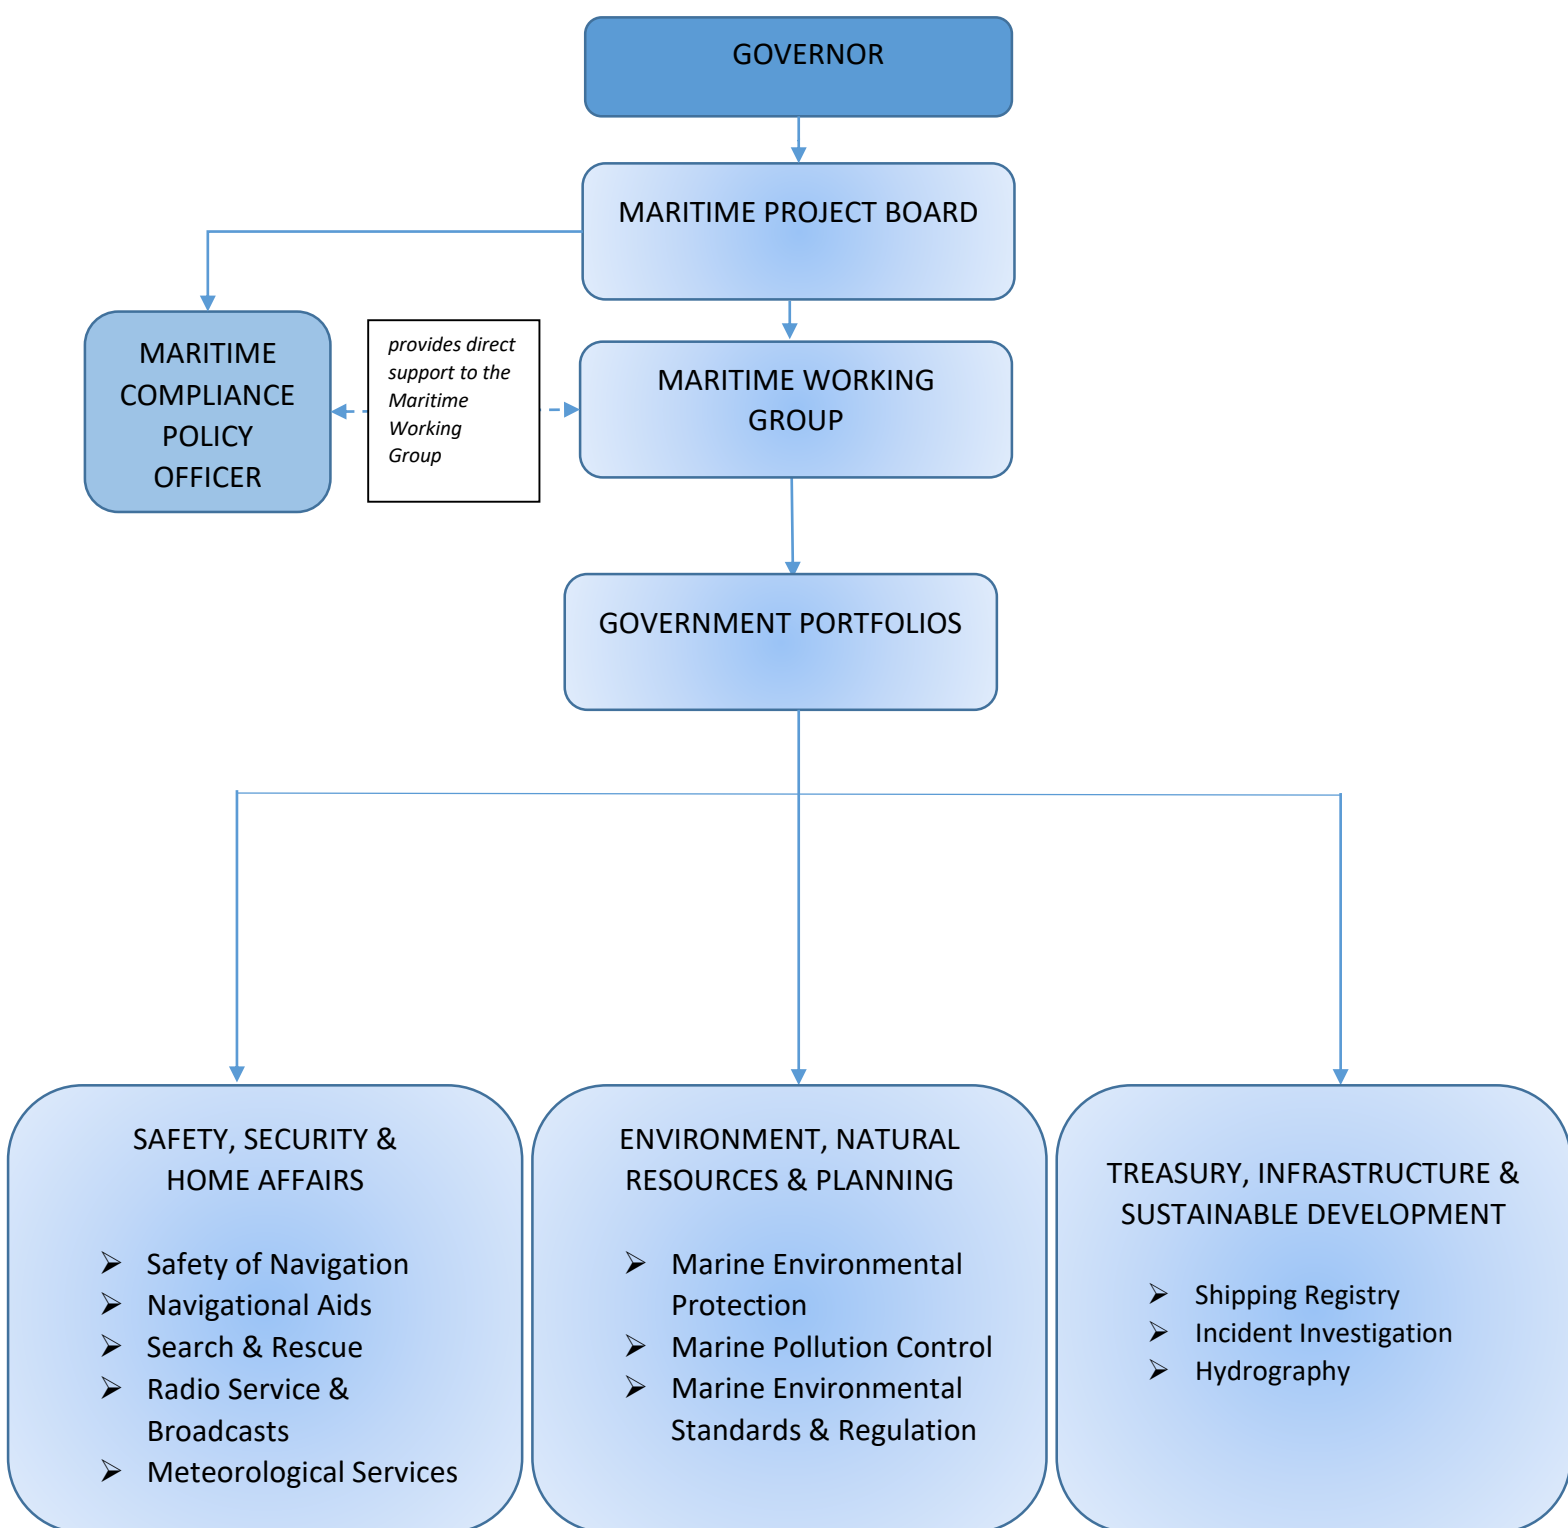 GOVERNOR
MARITIME PROJECT BOARD
MARITIME
COMPLIANCE
POLICY
OFFICER
provides direct
support to the
Maritime
Working
Group
MARITIME WORKING
GROUP
GOVERNMENT PORTFOLIOS
SAFETY, SECURITY &
HOME AFFAIRS
➢ Safety of Navigation
➢ Navigational Aids
➢ Search & Rescue
➢ Radio Service &
Broadcasts
➢ Meteorological Services
ENVIRONMENT, NATURAL
RESOURCES & PLANNING
➢ Marine Environmental
Protection
➢ Marine Pollution Control
➢ Marine Environmental
Standards & Regulation
TREASURY, INFRASTRUCTURE &
SUSTAINABLE DEVELOPMENT
➢ Shipping Registry
➢ Incident Investigation
➢ Hydrography